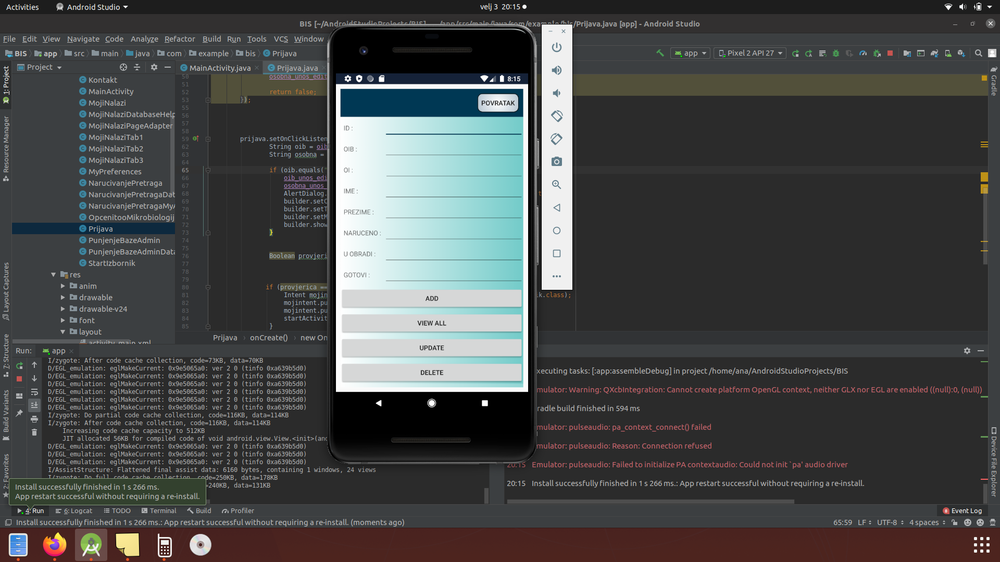 Activities
Android Studio
velj 3 20:15
BIS [~/AndroidStudioProjects/BIS] - .../app/src/main/java/com/example/bis/Prijava.java [app] - Android Studio
File Edit View Navigate Code Analyze Refactor Build Run Tools VCS Window
BIS app src main java com example bis Prijava
app
Pixel 2 API 27
Project
MainActivity.java
Prijava.java
1: Project
Resource Manager
Layout Captures
Z: Structure
Build Variants
2: Favorites
Gradle
Device File Explorer
Kontakt
MainActivity
MojiNalazi
MojiNalaziDatabaseHelp
MojiNalaziPageAdapter
MojiNalaziTab1
MojiNalaziTab2
MojiNalaziTab3
MyPreferences
NarucivanjePretraga
NarucivanjePretragaDat
NarucivanjePretragaMyA
OpcenitooMikrobiologij
Prijava
PunjenjeBazeAdmin
PunjenjeBazeAdminData
StartIzbornik
res
anim
drawable
drawable-v24
font
layout
activity_main.xml
50 osobna_unos_edit
51
52 return false;
53 });
55
56
57
58
59 prijava.setOnClickListen
62 String oib = oib
63 String osobna =
64
65 if (oib.equals("
66 oib_unos_edi
67 osobna_unos_
68 AlertDialog. t
69 builder.setC
70 builder.setT
71 builder.setM
72 builder.show
73 }
74
75
76 Boolean provjeri
77
78
79
80 if (provjerica ==
81 Intent mojin k.class);
82 mojintent.pu
83 mojintent.pu
84 startActivit
85 }
Prijava onCreate() new On
8:15
POVRATAK
ID :
OIB :
OI :
IME :
PREZIME :
NARUCENO :
U OBRADI :
GOTOVI :
ADD
VIEW ALL
UPDATE
DELETE
Run: app
I/zygote: After code cache collection, code=73KB, data=70KB
D/EGL_emulation: eglMakeCurrent: 0x9e5065a0: ver 2 0 (tinfo 0xa639b5d0)
D/EGL_emulation: eglMakeCurrent: 0x9e5065a0: ver 2 0 (tinfo 0xa639b5d0)
D/EGL_emulation: eglMakeCurrent: 0x9e5065a0: ver 2 0 (tinfo 0xa639b5d0)
D/EGL_emulation: eglMakeCurrent: 0x9e5065a0: ver 2 0 (tinfo 0xa639b5d0)
D/EGL_emulation: eglMakeCurrent: 0x9e5065a0: ver 2 0 (tinfo 0xa639b5d0)
D/EGL_emulation: eglMakeCurrent: 0x9e5065a0: ver 2 0 (tinfo 0xa639b5d0)
I/zygote: Do partial code cache collection, code=116KB, data=114KB
I/zygote: After code cache collection, code=116KB, data=114KB
Increasing code cache capacity to 512KB
JIT allocated 56KB for compiled code of void android.view.View.<init>(and
D/EGL_emulation: eglMakeCurrent: 0x9e5065a0: ver 2 0 (tinfo 0xa639b5d0)
D/EGL_emulation: eglMakeCurrent: 0x9e5065a0: ver 2 0 (tinfo 0xa639b5d0)
D/EGL_emulation: eglMakeCurrent: 0x9e5065a0: ver 2 0 (tinfo 0xa639b5d0)
I/AssistStructure: Flattened final assist data: 6160 bytes, containing 1 windows, 24 views
I/zygote: Do full code cache collection, code=250KB, data=178KB
=240KB, data=131KB
Install successfully finished in 1 s 266 ms.
App restart successful without requiring a re-install.
xecuting tasks: [:app:assembleDebug] in project /home/ana/AndroidStudioProjects/BIS
mulator: Warning: QXcbIntegration: Cannot create platform OpenGL context, neither GLX nor EGL are enabled ((null):0, (null))
radle build finished in 594 ms
mulator: pulseaudio: pa_context_connect() failed
mulator: pulseaudio: Reason: Connection refused
20:15 Emulator: pulseaudio: Failed to initialize PA contextaudio: Could not init `pa' audio driver
20:15 Install successfully finished in 1 s 266 ms.: App restart successful without requiring a re-install.
4: Run 6: Logcat TODO Terminal Build Profiler
8 Event Log
Install successfully finished in 1 s 266 ms.: App restart successful without requiring a re-install. (moments ago)
65:59 LF UTF-8 4 spaces